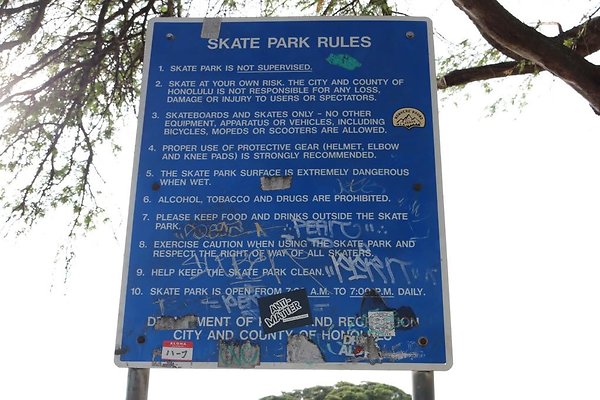 SKATE PARK RULES
1. SKATE PARK IS NOT SUPERVISED.
2. SKATE AT YOUR OWN RISK. THE CITY AND COUNTY OF
HONOLULU IS NOT RESPONSIBLE FOR ANY LOSS,
DAMAGE OR INJURY TO USERS OR SPECTATORS.
3. SKATEBOARDS AND SKATES ONLY - NO OTHER
EQUIPMENT, APPARATUS OR VEHICLES, INCLUDING
BICYCLES, MOPEDS OR SCOOTERS ARE ALLOWED.
4. PROPER USE OF PROTECTIVE GEAR (HELMET, ELBOW
AND KNEE PADS) IS STRONGLY RECOMMENDED.
5. THE SKATE PARK SURFACE IS EXTREMELY DANGEROUS
WHEN WET.
6. ALCOHOL, TOBACCO AND DRUGS ARE PROHIBITED.
7. PLEASE KEEP FOOD AND DRINKS OUTSIDE THE SKATE
PARK.
8. EXERCISE CAUTION WHEN USING THE SKATE PARK AND
RESPECT THE RIGHT OF WAY OF ALL SKATERS.
9. HELP KEEP THE SKATE PARK CLEAN.
10. SKATE PARK IS OPEN FROM A.M. TO 7:00 P.M. DAILY.
ANTI-
MATTER
DEPARTMENT OF AND
CITY AND COUNTY OF HONOLULU
ALOHA